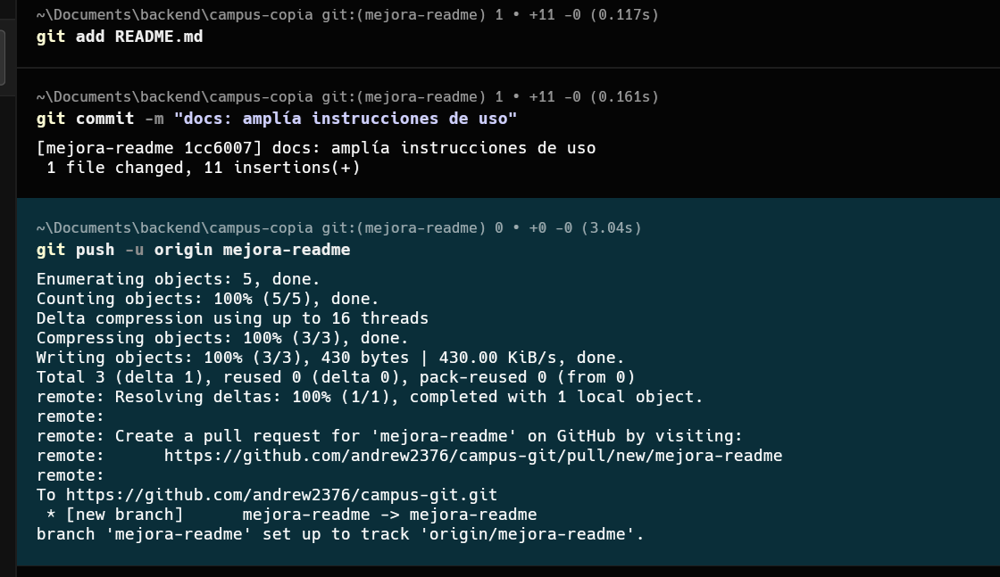 ~\Documents\backend\campus-copia git:(mejora-readme) 1 • +11 -0 (0.117s)
git add README.md
~\Documents\backend\campus-copia git:(mejora-readme) 1 • +11 -0 (0.161s)
git commit -m "docs: amplía instrucciones de uso"
[mejora-readme 1cc6007] docs: amplía instrucciones de uso
 1 file changed, 11 insertions(+)
~\Documents\backend\campus-copia git:(mejora-readme) 0 • +0 -0 (3.04s)
git push -u origin mejora-readme
Enumerating objects: 5, done.
Counting objects: 100% (5/5), done.
Delta compression using up to 16 threads
Compressing objects: 100% (3/3), done.
Writing objects: 100% (3/3), 430 bytes | 430.00 KiB/s, done.
Total 3 (delta 1), reused 0 (delta 0), pack-reused 0 (from 0)
remote: Resolving deltas: 100% (1/1), completed with 1 local object.
remote:
remote: Create a pull request for 'mejora-readme' on GitHub by visiting:
remote:      https://github.com/andrew2376/campus-git/pull/new/mejora-readme
remote:
To https://github.com/andrew2376/campus-git.git
 * [new branch]      mejora-readme -> mejora-readme
branch 'mejora-readme' set up to track 'origin/mejora-readme'.